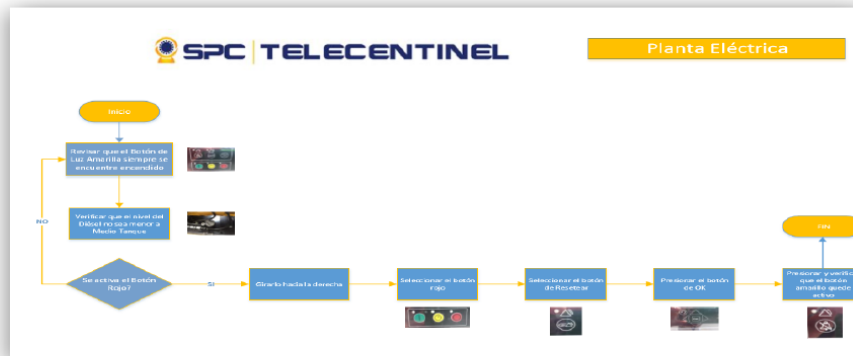 SPC | TELECENTINEL
Planta Eléctrica
Inicio
Revisar que el Botón de
Luz Amarilla siempre se
encuentre encendido
Verificar que el nivel del
Diésel no sea menor a
Medio Tanque
NO
Se activa el Botón
Rojo?
SI
Girarlo hacia la derecha
Seleccionar el botón
rojo
Seleccionar el botón
de Resetear
Presionar el botón
de OK
Presionar y verific
que el botón
amarillo quede
activo
FIN